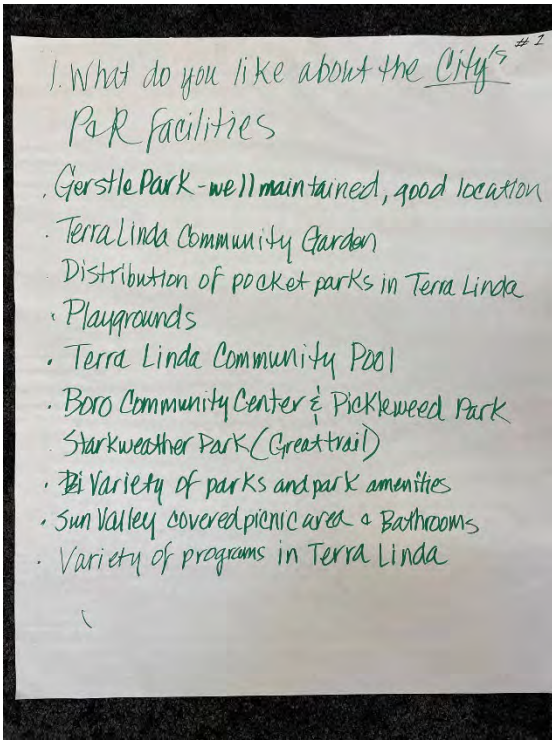 # 1
1. What do you like about the City's
P&R facilities
. Gerstle Park - well maintained, good location
. Terra Linda Community Garden
Distribution of pocket parks in Terra Linda
. Playgrounds
. Terra Linda Community Pool
. Boro Community Center & Pickleweed Park
Starkweather Park (Great trail)
. Variety of parks and park amenities
. Sun Valley covered picnic area & Bathrooms
. Variety of programs in Terra Linda